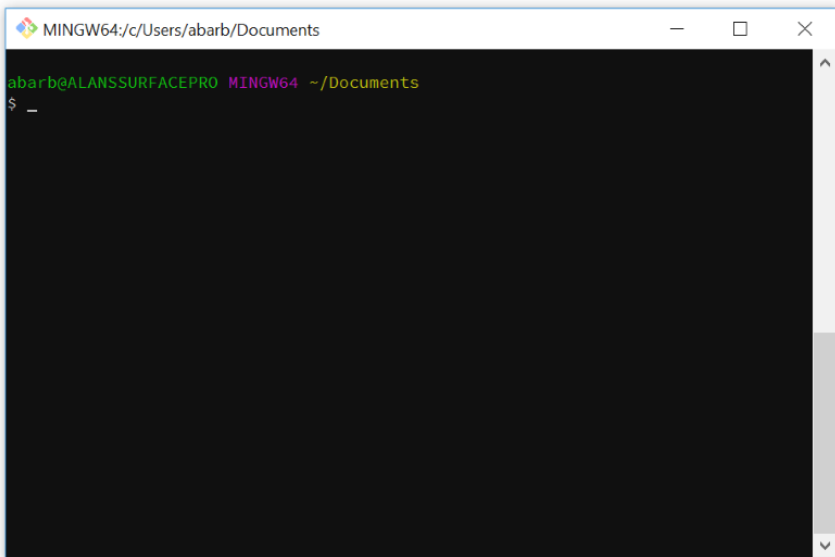 MINGW64:/c/Users/abarb/Documents
abarb@ALANSSURFACEPRO MINGW64 ~/Documents
$ _